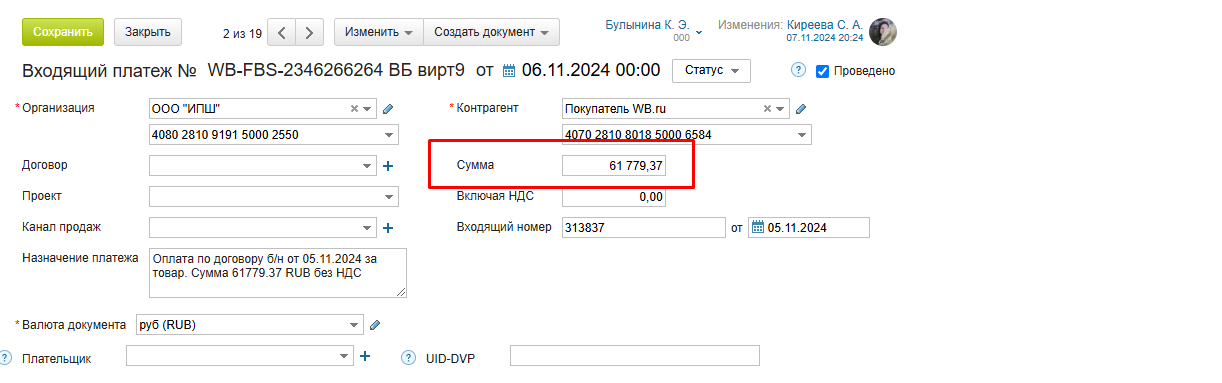 Сохранить Закрыть 2 из 19 Изменить Создать документ Булынина К. Э. Изменения: Киреева С. А.
000 07.11.2024 20:24
Входящий платеж № WB-FBS-2346266264 ВБ вирт9 от 06.11.2024 00:00 Статус ? Проведено
* Организация ООО "ИПШ" * Контрагент Покупатель WB.ru
4080 2810 9191 5000 2550 4070 2810 8018 5000 6584
Договор Сумма 61 779,37
Проект Включая НДС 0,00
Канал продаж Входящий номер 313837 от 05.11.2024
Назначение платежа Оплата по договору б/н от 05.11.2024 за
товар. Сумма 61779.37 RUB без НДС
* Валюта документа руб (RUB)
? Плательщик ? UID-DVP